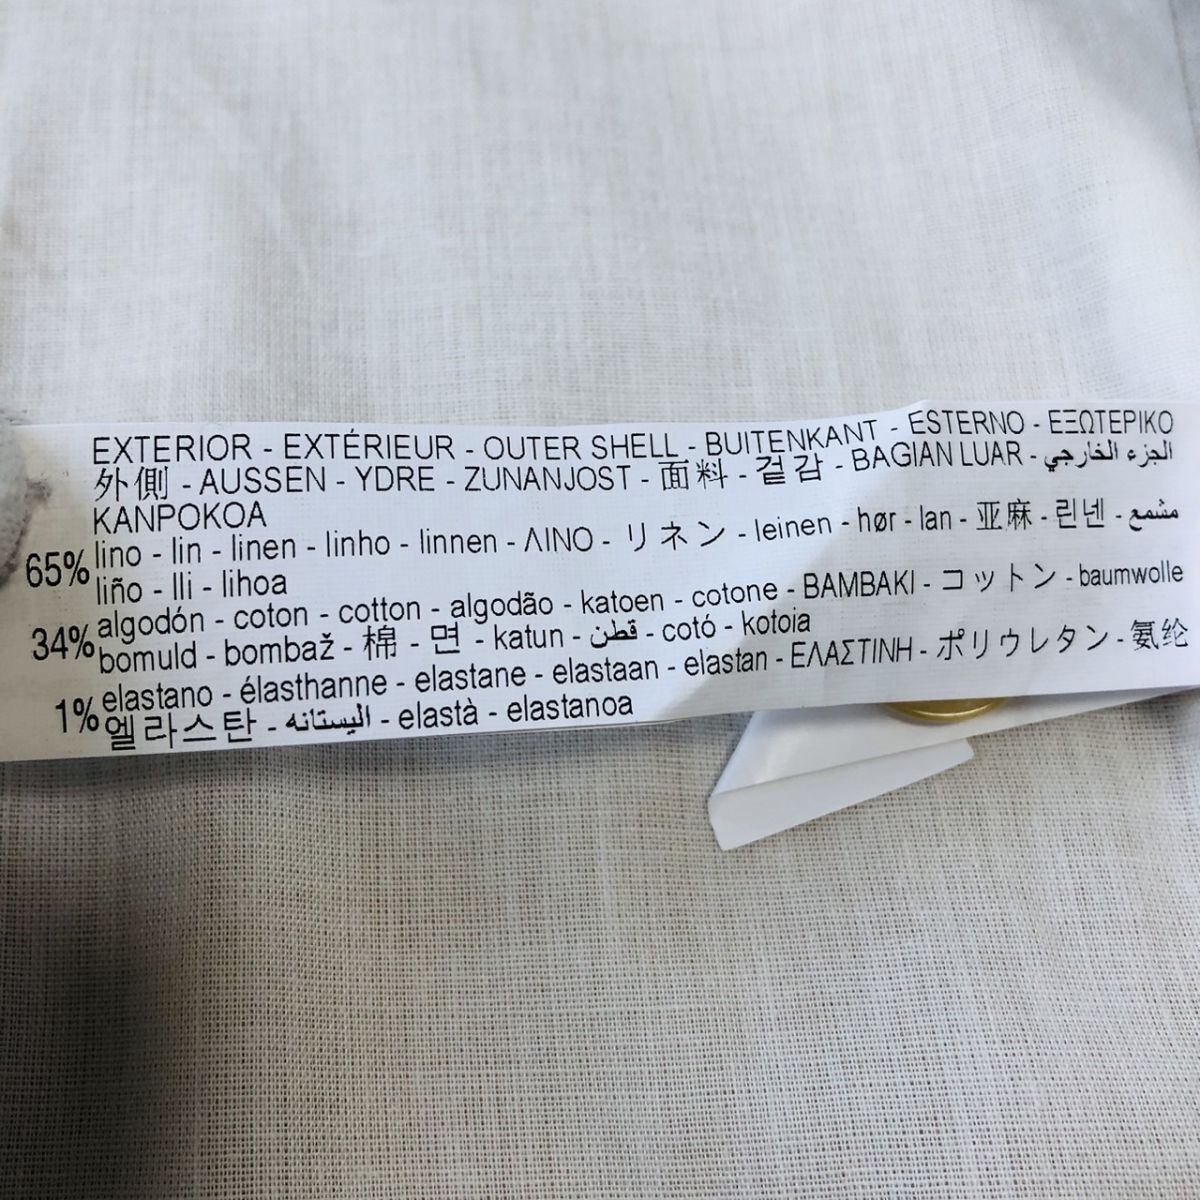 EXTERIOR - EXTÉRIEUR - OUTER SHELL - BUITENKANT - ESTERNO - ΕΞΩΤΕΡΙΚΟ
外側 - AUSSEN - YDRE - ZUNANJOST - 面料 - 겉감 - BAGIAN LUAR - الجزء الخارجي
KANPOKOA
65% lino - lin - linen - linho - linnen - ΛΙΝΟ - リネン - leinen - hør - lan - 亚麻 - 린넨 - مشمع
liño - lli - lihoa
34% algodón - coton - cotton - algodão - katoen - cotone - BAMBAKI - コットン - baumwolle
bomuld - bombaž - 棉 - 면 - katun - قطن - cotó - kotoia
1% elastano - élasthanne - elastane - elastaan - elastan - ΕΛΑΣΤΙΝΗ - ポリウレタン - 氨纶
엘라스탄 - اليستانه - elastà - elastanoa